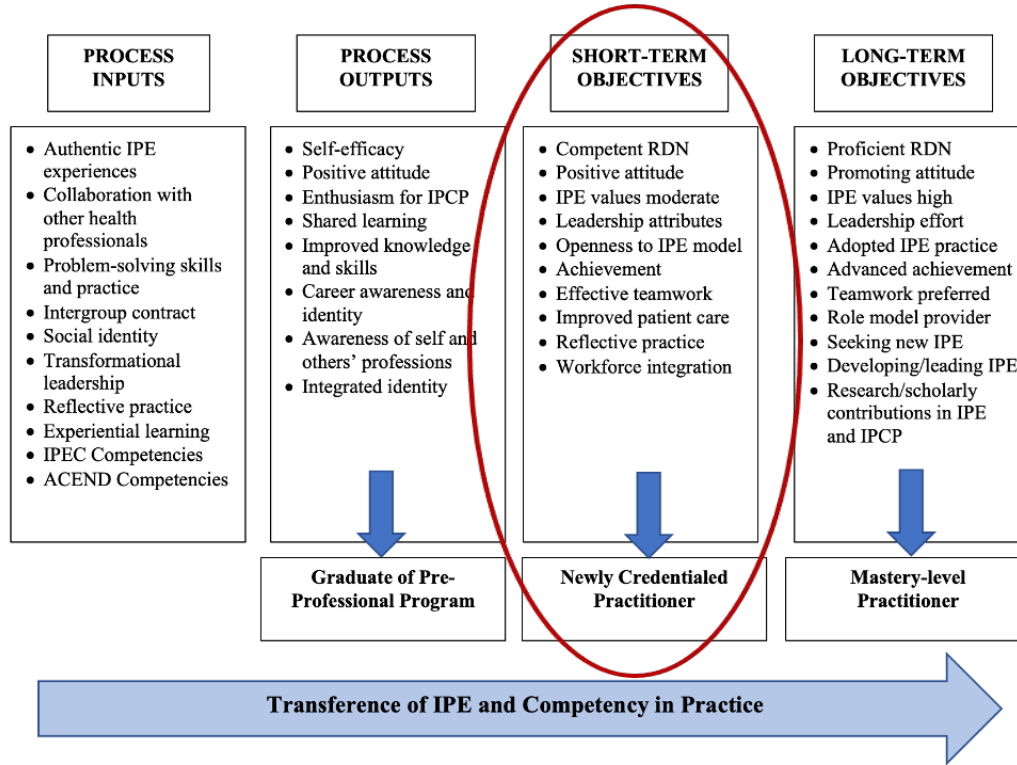 PROCESS
INPUTS
• Authentic IPE
experiences
• Collaboration with
other health
professionals
• Problem-solving skills
and practice
• Intergroup contract
• Social identity
• Transformational
leadership
• Reflective practice
• Experiential learning
• IPEC Competencies
• ACEND Competencies
PROCESS
OUTPUTS
• Self-efficacy
• Positive attitude
• Enthusiasm for IPCP
• Shared learning
• Improved knowledge
and skills
• Career awareness and
identity
• Awareness of self and
others’ professions
• Integrated identity
Graduate of Pre-
Professional Program
SHORT-TERM
OBJECTIVES
• Competent RDN
• Positive attitude
• IPE values moderate
• Leadership attributes
• Openness to IPE model
• Achievement
• Effective teamwork
• Improved patient care
• Reflective practice
• Workforce integration
Newly Credentialed
Practitioner
LONG-TERM
OBJECTIVES
• Proficient RDN
• Promoting attitude
• IPE values high
• Leadership effort
• Adopted IPE practice
• Advanced achievement
• Teamwork preferred
• Role model provider
• Seeking new IPE
• Developing/leading IPE
• Research/scholarly
contributions in IPE
and IPCP
Mastery-level
Practitioner
Transference of IPE and Competency in Practice